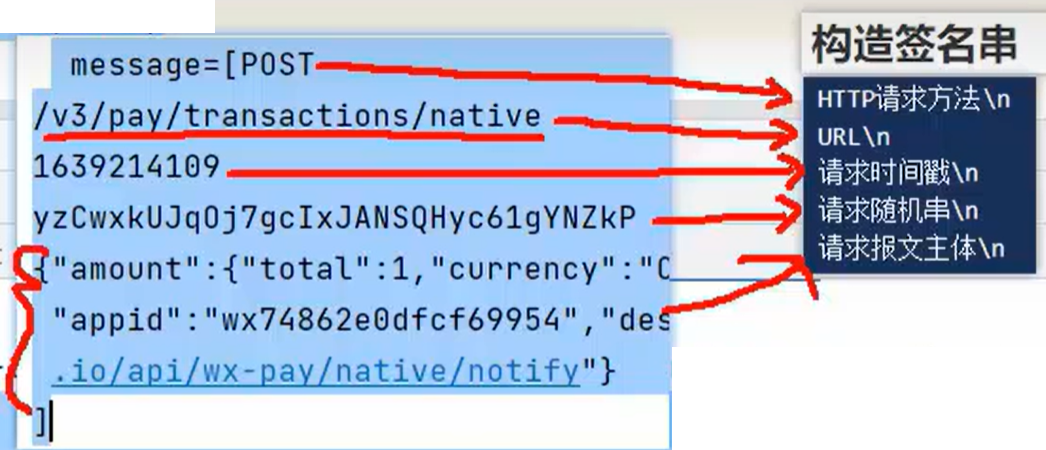 message=[POST
/v3/pay/transactions/native
1639214109
yzCwxkUJqOj7gcIxJANSQHyc61gYNZkP
{"amount":{"total":1,"currency":"C
"appid":"wx74862e0dfcf69954","des
.io/api/wx-pay/native/notify"}
]
构造签名串
HTTP请求方法\n
URL\n
请求时间戳\n
请求随机串\n
请求报文主体\n